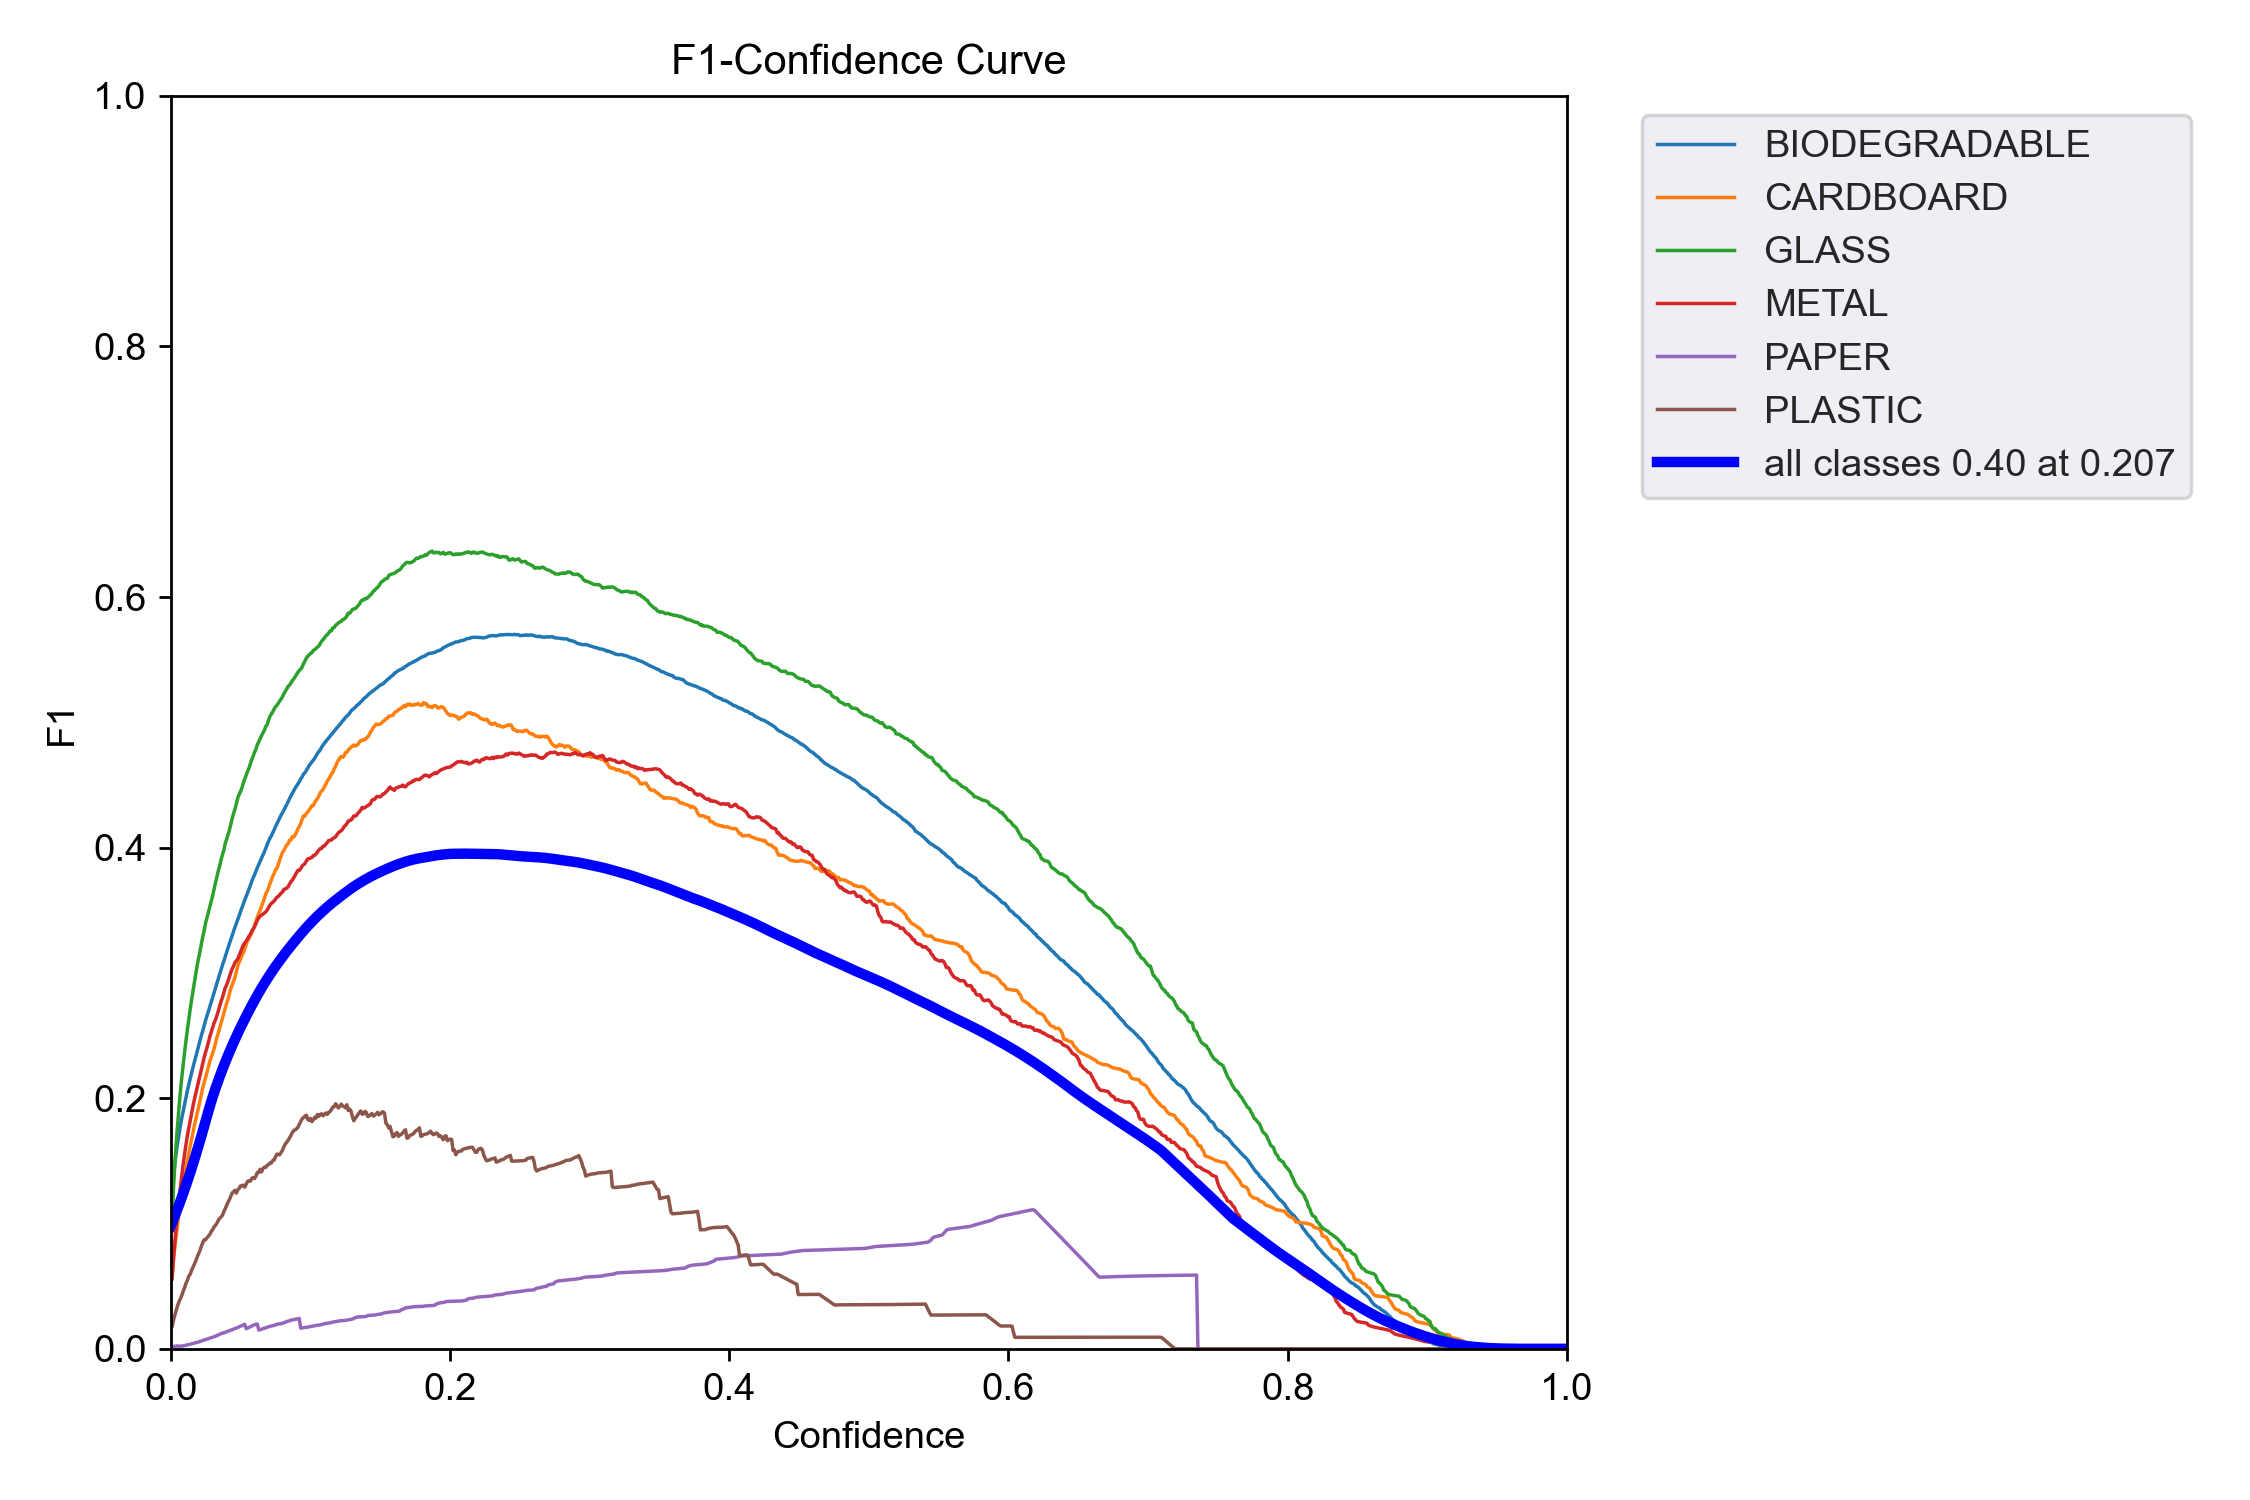 F1-Confidence Curve
1.0
0.8
0.6
0.4
0.2
0.0
F1
0.0 0.2 0.4 0.6 0.8 1.0
Confidence
BIODEGRADABLE
CARDBOARD
GLASS
METAL
PAPER
PLASTIC
all classes 0.40 at 0.207